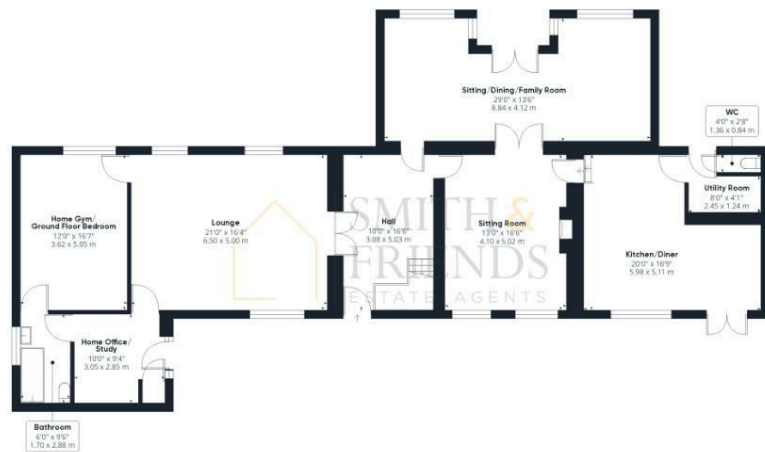 Sitting/Dining/Family Room
29'0" x 13'6"
8.84 x 4.12 m
WC
4'0" x 2'8"
1.36 x 0.84 m
Home Gym/
Ground Floor Bedroom
12'0" x 16'7"
3.62 x 5.05 m
Lounge
21'0" x 16'4"
6.50 x 5.00 m
Hall
10'0" x 16'6"
3.08 x 5.03 m
Sitting Room
13'0" x 16'6"
4.10 x 5.02 m
Utility Room
8'0" x 4'1"
2.45 x 1.24 m
Kitchen/Diner
20'0" x 16'9"
5.98 x 5.11 m
SMITH &
FRIENDS
ESTATE AGENTS
Home Office/
Study
10'0" x 9'4"
3.05 x 2.85 m
Bathroom
6'0" x 9'6"
1.70 x 2.88 m